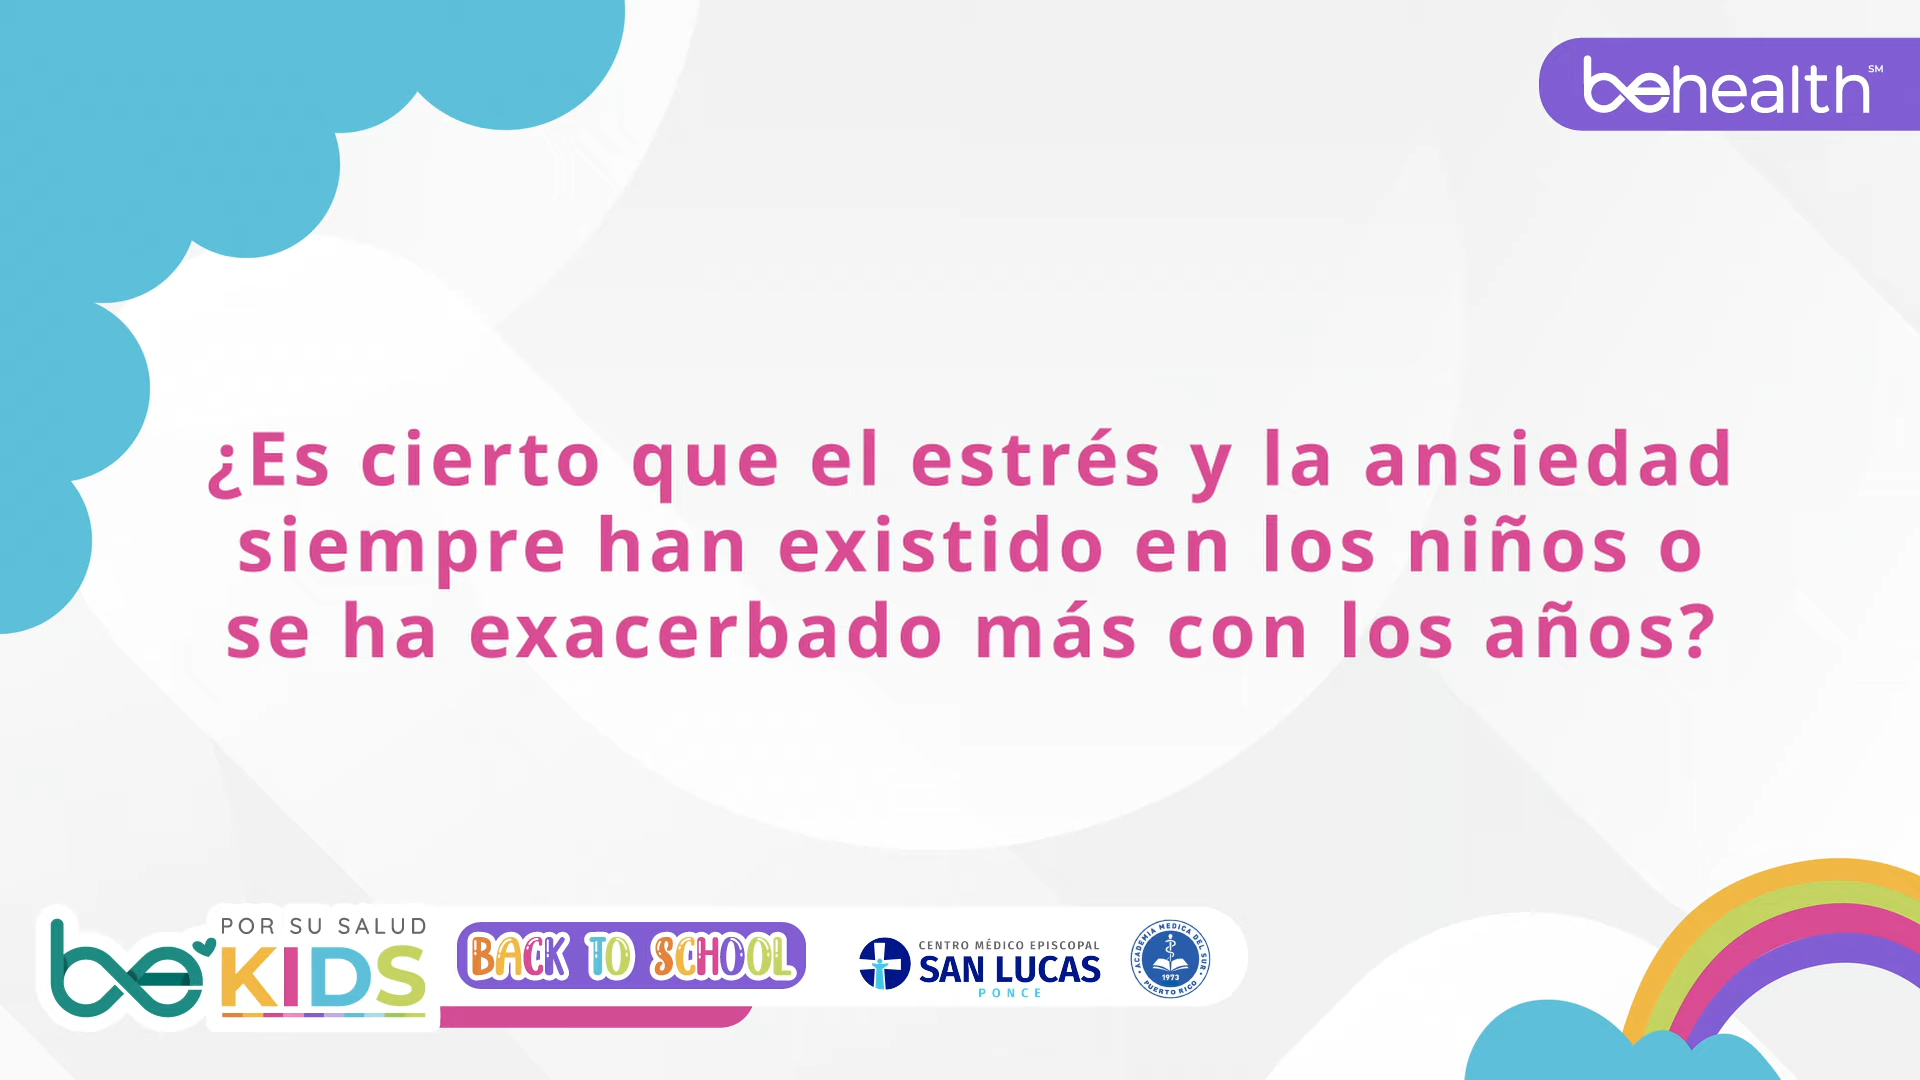 behealth℠
¿Es cierto que el estrés y la ansiedad
siempre han existido en los niños o
se ha exacerbado más con los años?
be
POR SU SALUD
KIDS
BACK TO SCHOOL
CENTRO MÉDICO EPISCOPAL
SAN LUCAS
PONCE
ACADEMIA MEDICA DEL SUR
1973
PUERTO RICO